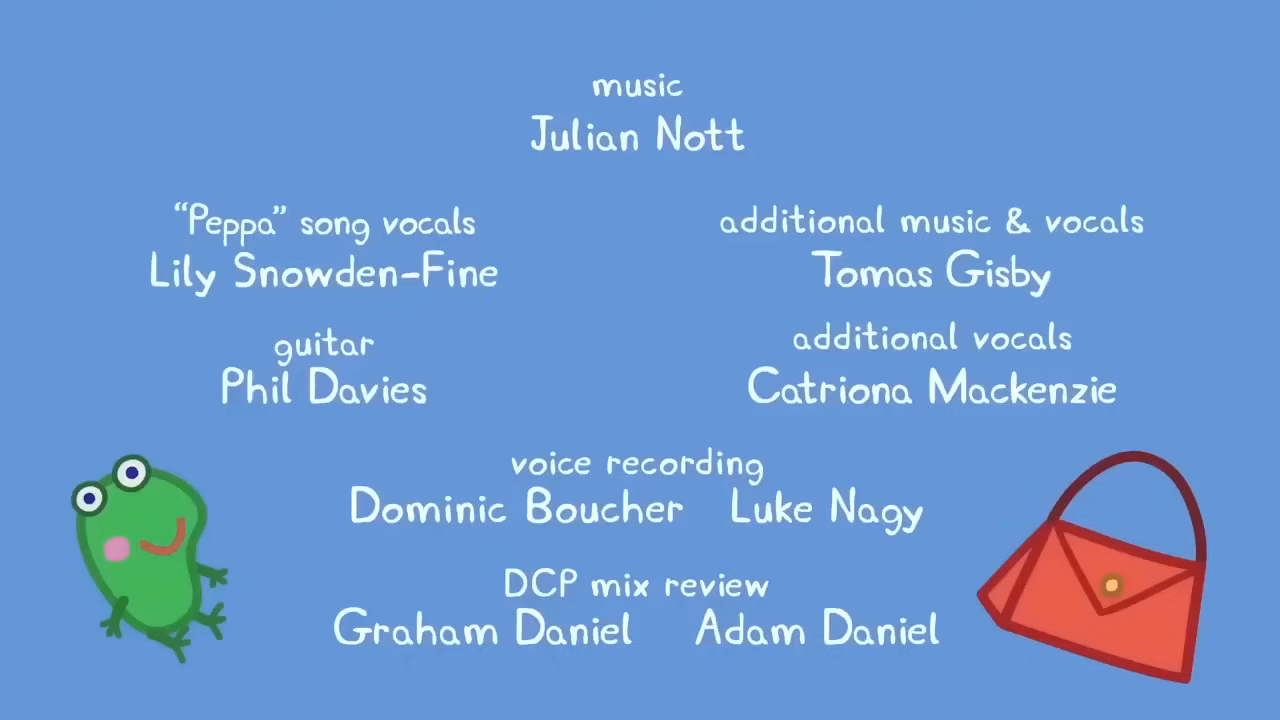 music
Julian Nott
“Peppa” song vocals
Lily Snowden-Fine
additional music & vocals
Tomas Gisby
guitar
Phil Davies
additional vocals
Catriona Mackenzie
voice recording
Dominic Boucher Luke Nagy
DCP mix review
Graham Daniel Adam Daniel